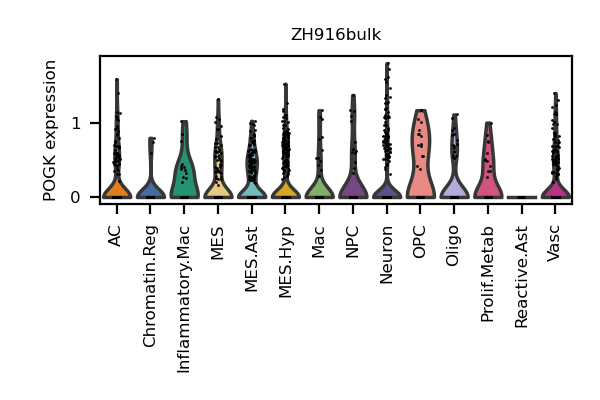 ZH916bulk
POGK expression
1
0
AC
Chromatin.Reg
Inflammatory.Mac
MES
MES.Ast
MES.Hyp
Mac
NPC
Neuron
OPC
Oligo
Prolif.Metab
Reactive.Ast
Vasc